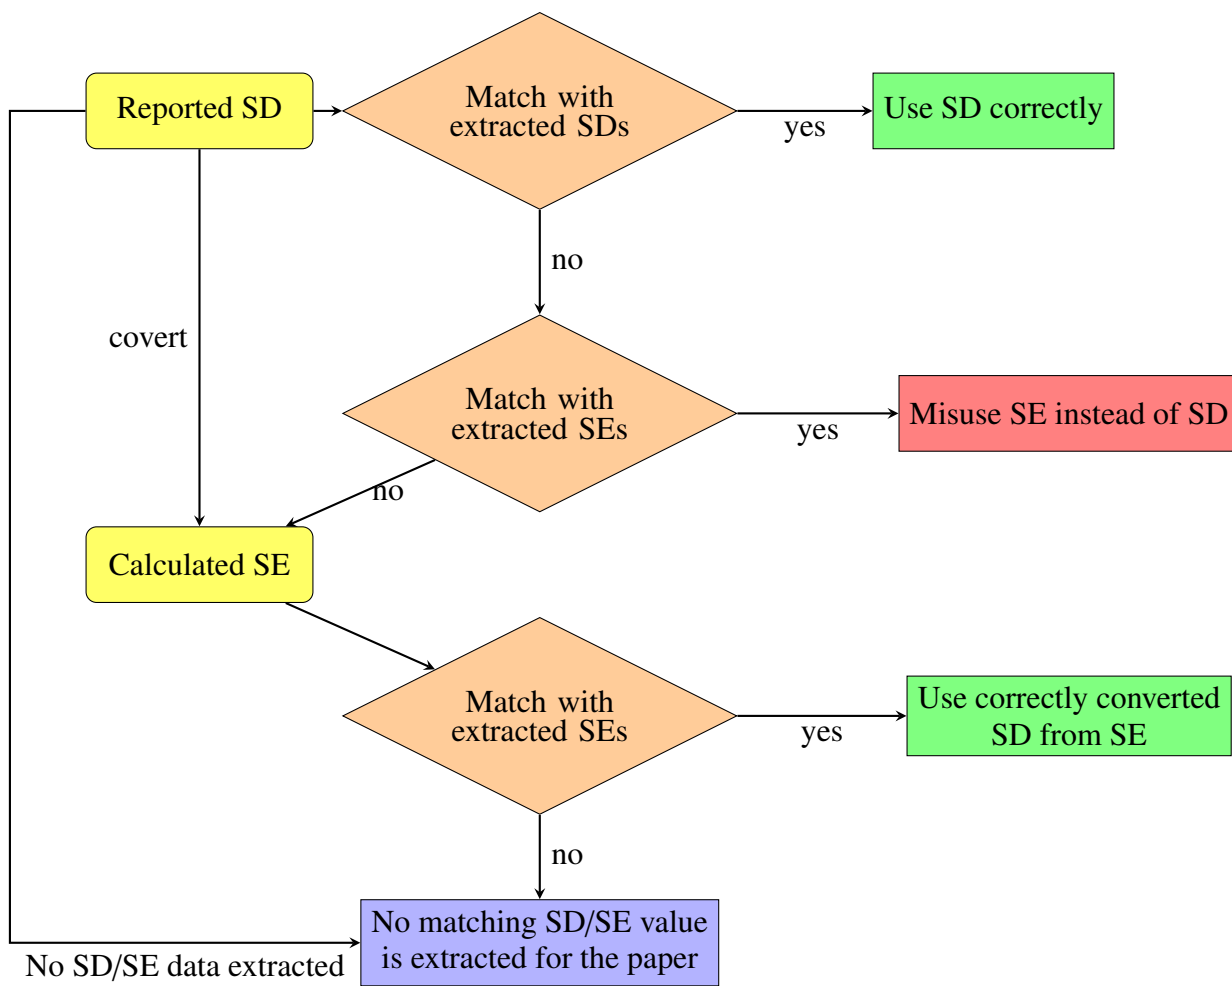 Reported SD
Match with
extracted SDs
yes
Use SD correctly
no
covert
Match with
extracted SEs
yes
Misuse SE instead of SD
no
Calculated SE
Match with
extracted SEs
yes
Use correctly converted
SD from SE
no
No matching SD/SE value
is extracted for the paper
No SD/SE data extracted